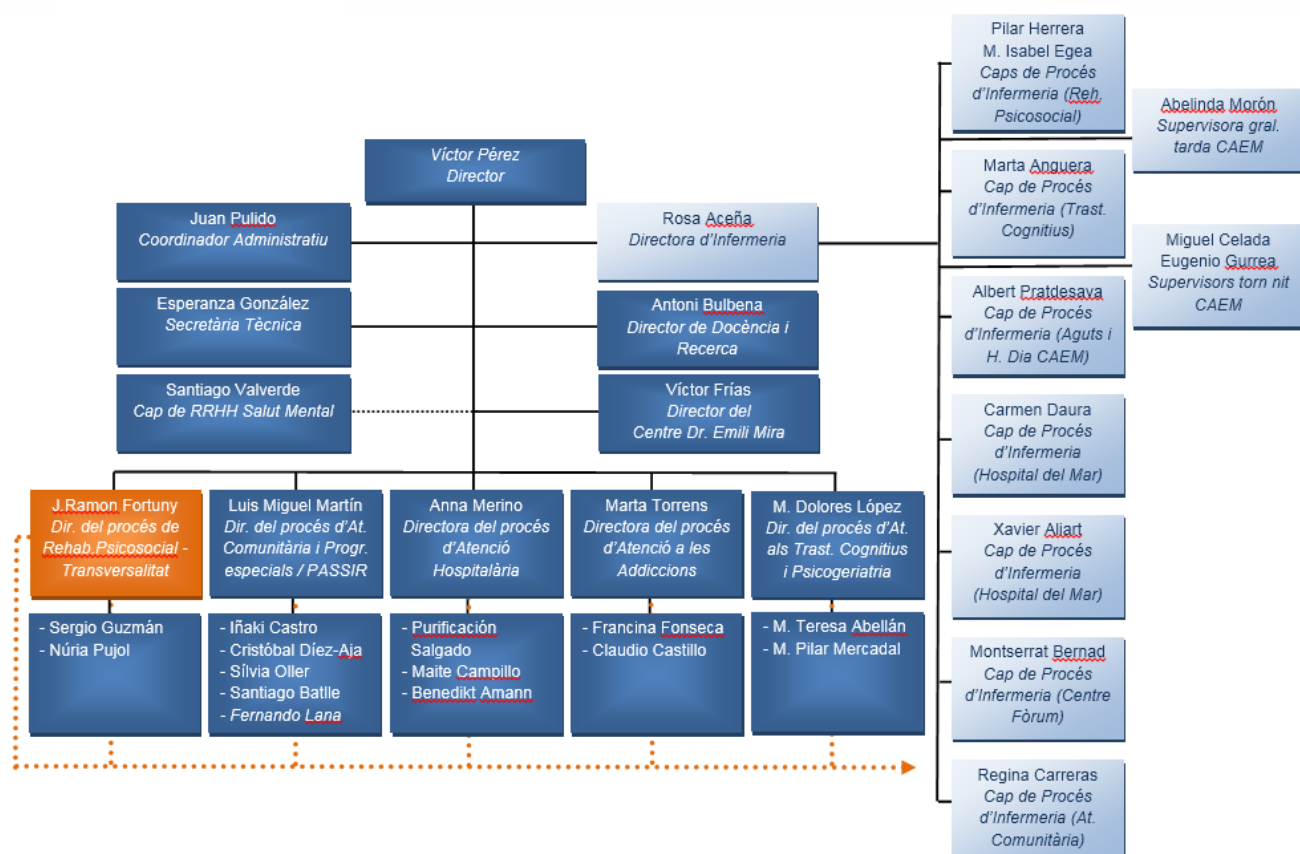 Víctor Pérez
Director
Juan Pulido
Coordinador Administratiu
Rosa Aceña
Directora d'Infermeria
Esperanza González
Secretària Tècnica
Antoni Bulbena
Director de Docència i
Recerca
Santiago Valverde
Cap de RRHH Salut Mental
Víctor Frías
Director del
Centre Dr. Emili Mira
J.Ramon Fortuny
Dir. del procés de
Rehab.Psicosocial -
Transversalitat
Luis Miguel Martín
Dir. del procés d'At.
Comunitària i Progr.
especials / PASSIR
Anna Merino
Directora del procés
d'Atenció
Hospitalària
Marta Torrens
Directora del procés
d'Atenció a les
Addiccions
M. Dolores López
Dir. del procés d'At.
als Trast. Cognitius
i Psicogeriatria
- Sergio Guzmán
- Núria Pujol
- Iñaki Castro
- Cristóbal Díez-Aja
- Sílvia Oller
- Santiago Batlle
- Fernando Lana
- Purificación
Salgado
- Maite Campillo
- Benedikt Amann
- Francina Fonseca
- Claudio Castillo
- M. Teresa Abellán
- M. Pilar Mercadal
Pilar Herrera
M. Isabel Egea
Caps de Procés
d'Infermeria (Reh.
Psicosocial)
Abelinda Morón
Supervisora gral.
tarda CAEM
Marta Anguera
Cap de Procés
d'Infermeria (Trast.
Cognitius)
Miguel Celada
Eugenio Gurrea
Supervisors torn nit
CAEM
Albert Pratdesava
Cap de Procés
d'Infermeria (Aguts i
H. Dia CAEM)
Carmen Daura
Cap de Procés
d'Infermeria
(Hospital del Mar)
Xavier Aliart
Cap de Procés
d'Infermeria
(Hospital del Mar)
Montserrat Bernad
Cap de Procés
d'Infermeria (Centre
Fòrum)
Regina Carreras
Cap de Procés
d'Infermeria (At.
Comunitària)